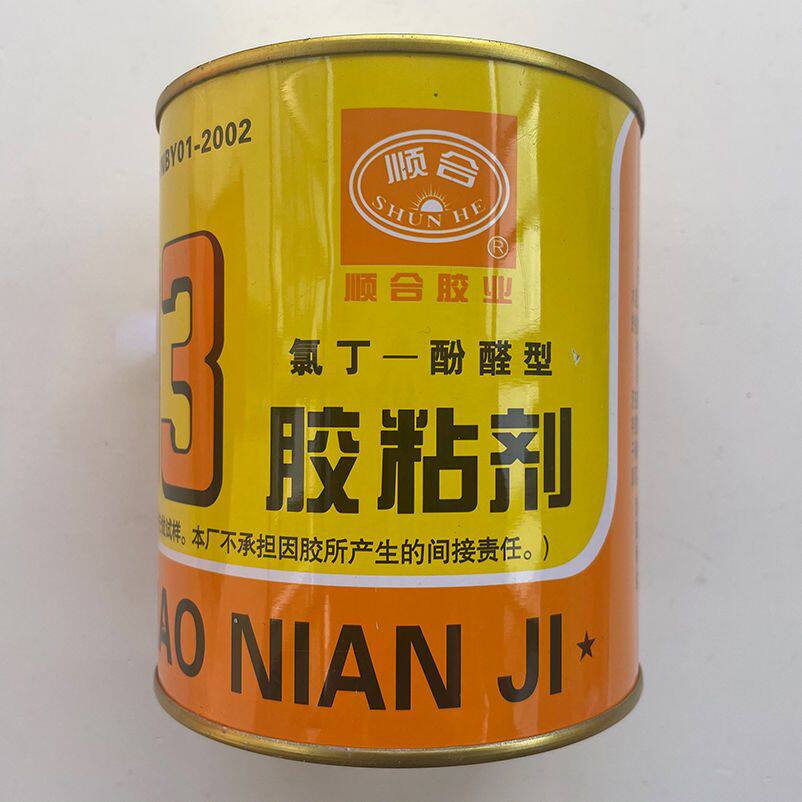 BY01-2002
顺合
SHUN HE
®
顺合胶业
3
氯丁—酚醛型
胶粘剂
试样。本厂不承担因胶所产生的间接责任。)
AO NIAN JI★